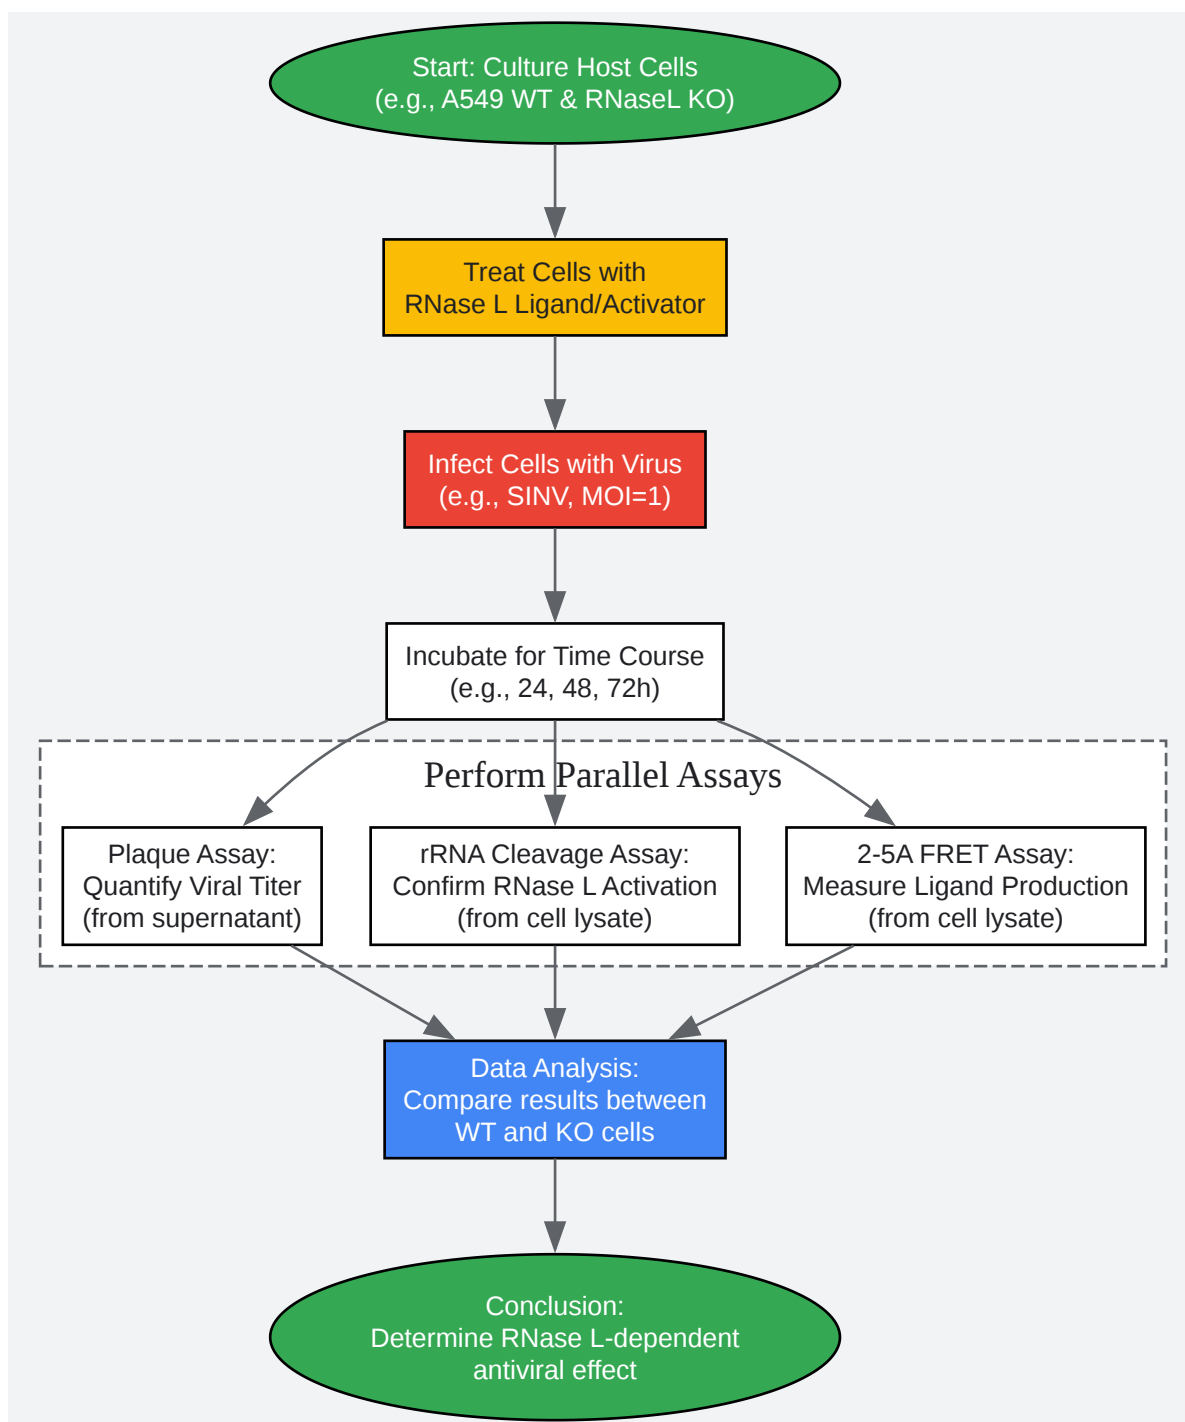 Start: Culture Host Cells
(e.g., A549 WT & RNaseL KO)
Treat Cells with
RNase L Ligand/Activator
Infect Cells with Virus
(e.g., SINV, MOI=1)
Incubate for Time Course
(e.g., 24, 48, 72h)
Perform Parallel Assays
Plaque Assay:
Quantify Viral Titer
(from supernatant)
rRNA Cleavage Assay:
Confirm RNase L Activation
(from cell lysate)
2-5A FRET Assay:
Measure Ligand Production
(from cell lysate)
Data Analysis:
Compare results between
WT and KO cells
Conclusion:
Determine RNase L-dependent
antiviral effect